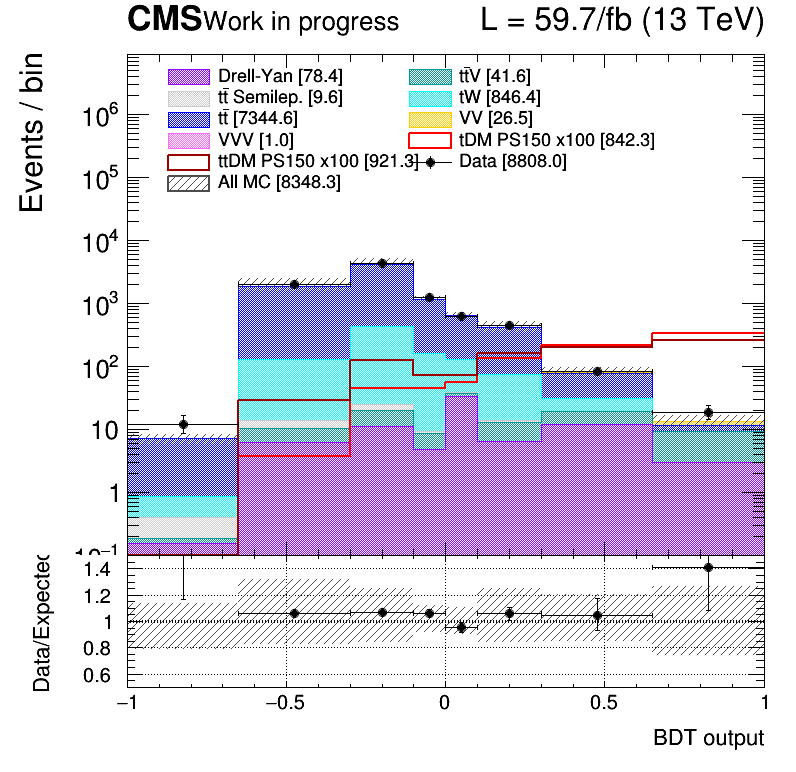 CMS Work in progress L = 59.7/fb (13 TeV)
Events / bin
Drell-Yan [78.4] tt̄V [41.6]
tt̄ Semilep. [9.6] tW [846.4]
tt̄ [7344.6] VV [26.5]
VVV [1.0] tDM PS150 x100 [842.3]
ttDM PS150 x100 [921.3] Data [8808.0]
All MC [8348.3]
10⁶
10⁵
10⁴
10³
10²
10
1
10⁻¹
Data/Expected
1.4
1.2
1
0.8
0.6
−1 −0.5 0 0.5 1
BDT output